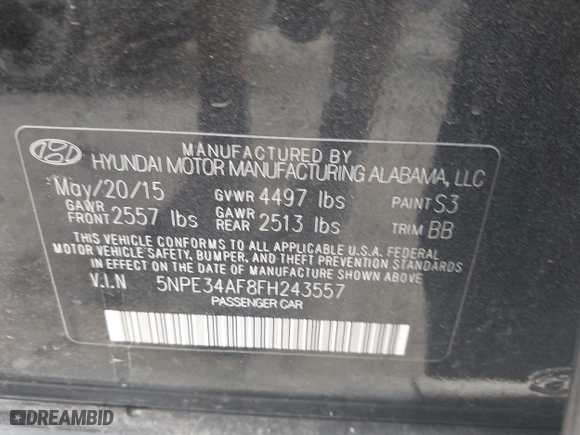 MANUFACTURED BY
HYUNDAI MOTOR MANUFACTURING ALABAMA, LLC
May/20/15 GVWR 4497 lbs PAINT S3
GAWR FRONT 2557 lbs GAWR REAR 2513 lbs TRIM BB
THIS VEHICLE CONFORMS TO ALL APPLICABLE U.S.A. FEDERAL
MOTOR VEHICLE SAFETY, BUMPER, AND THEFT PREVENTION STANDARDS
IN EFFECT ON THE DATE OF MANUFACTURE SHOWN ABOVE.
V.I.N 5NPE34AF8FH243557
PASSENGER CAR
DREAMBID